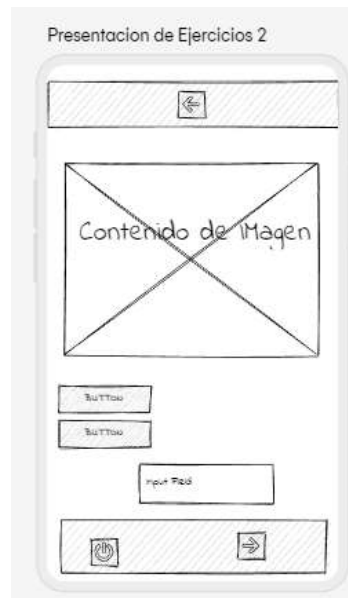 Presentacion de Ejercicios 2
Contenido de iMagen
BuTTon
BuTTon
input Field